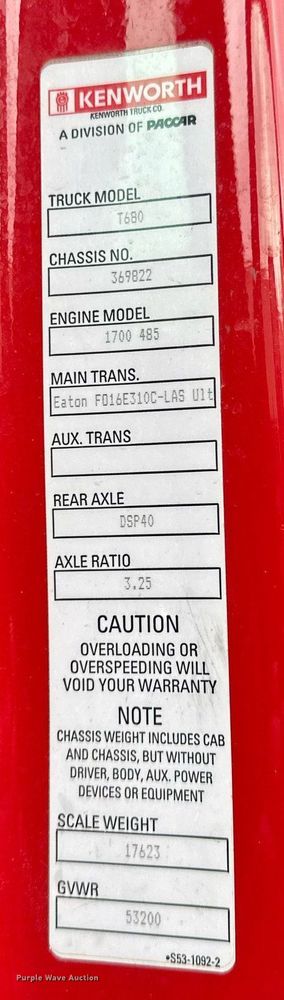 KENWORTH
KENWORTH TRUCK CO.
A DIVISION OF PACCAR
TRUCK MODEL
T680
CHASSIS NO.
369822
ENGINE MODEL
1700 485
MAIN TRANS.
Eaton FO16E310C-LAS Ult
AUX. TRANS
REAR AXLE
DSP40
AXLE RATIO
3.25
CAUTION
OVERLOADING OR
OVERSPEEDING WILL
VOID YOUR WARRANTY
NOTE
CHASSIS WEIGHT INCLUDES CAB
AND CHASSIS, BUT WITHOUT
DRIVER, BODY, AUX. POWER
DEVICES OR EQUIPMENT
SCALE WEIGHT
17623
GVWR
53200
•S53-1092-2
Purple Wave Auction